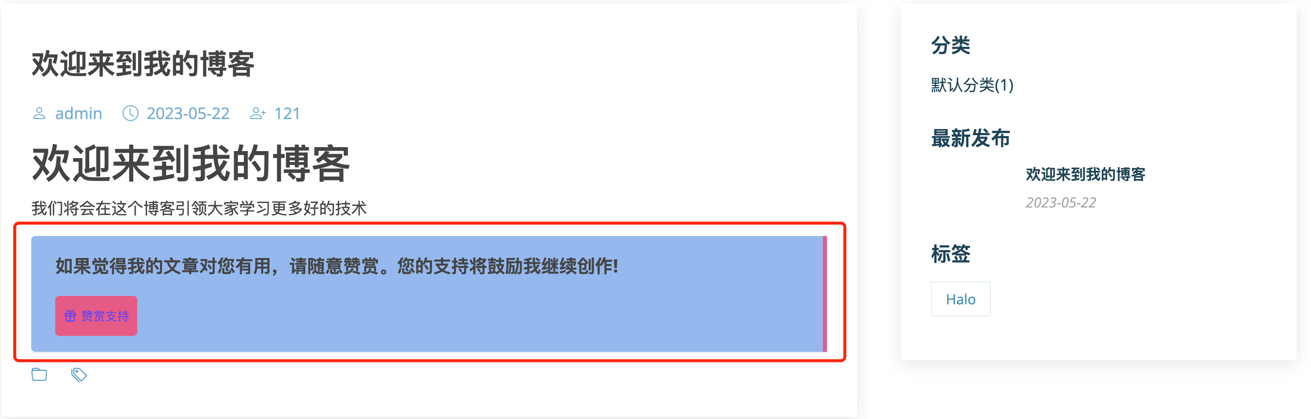 欢迎来到我的博客
admin 2023-05-22 121
欢迎来到我的博客
我们将会在这个博客引领大家学习更多好的技术
如果觉得我的文章对您有用，请随意赞赏。您的支持将鼓励我继续创作!
赞赏支持
分类
默认分类(1)
最新发布
欢迎来到我的博客
2023-05-22
标签
Halo